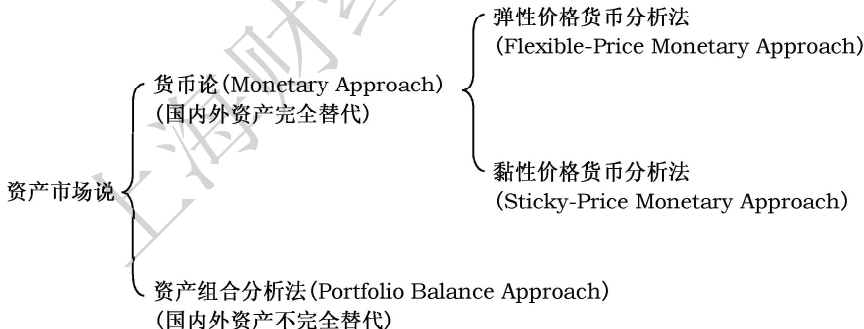 弹性价格货币分析法
(Flexible-Price Monetary Approach)
货币论(Monetary Approach)
(国内外资产完全替代)
黏性价格货币分析法
(Sticky-Price Monetary Approach)
资产市场说
资产组合分析法(Portfolio Balance Approach)
(国内外资产不完全替代)
上海财